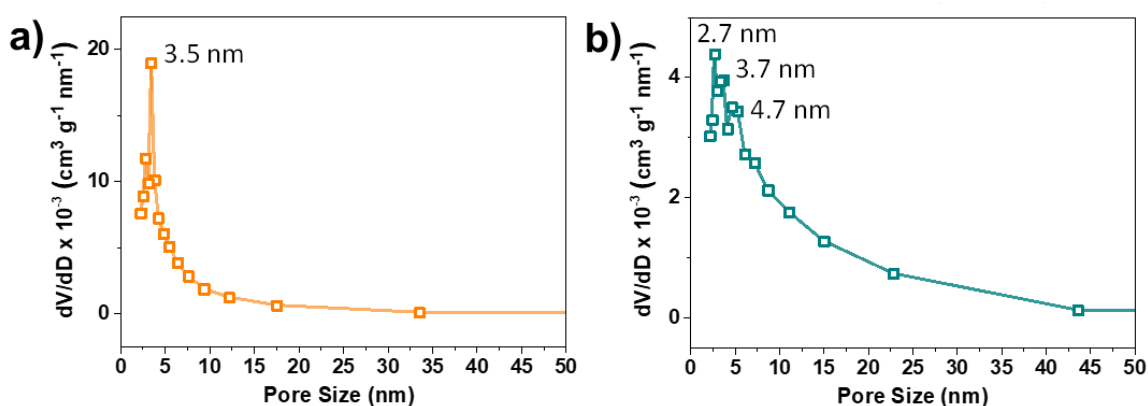 a)
3.5 nm
20
10
0
dV/dD x 10⁻³ (cm³ g⁻¹ nm⁻¹)
0 5 10 15 20 25 30 35 40 45 50
Pore Size (nm)
b)
2.7 nm
3.7 nm
4.7 nm
4
2
0
dV/dD x 10⁻³ (cm³ g⁻¹ nm⁻¹)
0 5 10 15 20 25 30 35 40 45 50
Pore Size (nm)